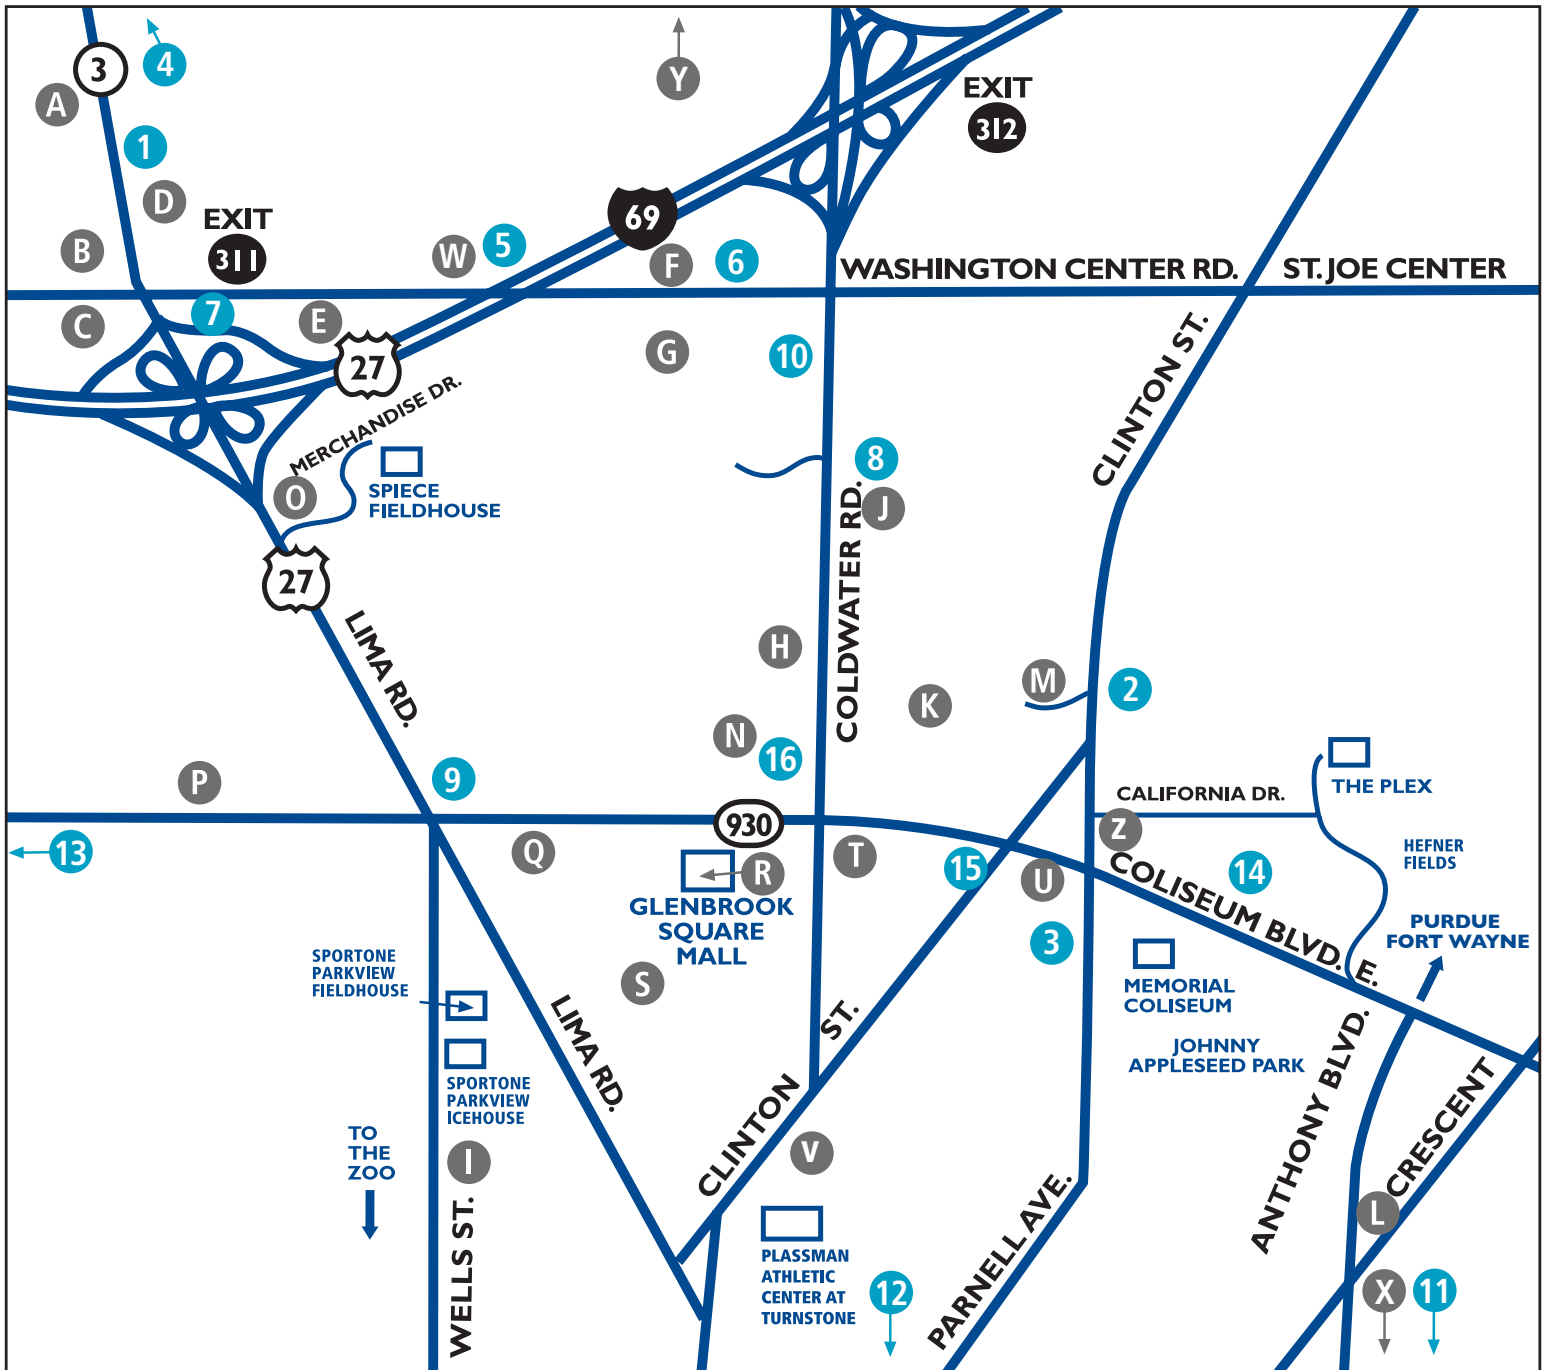 3
4
Y
A
EXIT
312
1
D
EXIT
311
69
B
W
5
F
6
WASHINGTON CENTER RD.
ST. JOE CENTER
C
7
E
27
G
10
CLINTON ST.
MERCHANDISE DR.
O
SPIECE
FIELDHOUSE
8
J
COLDWATER RD.
27
LIMA RD.
H
M
2
K
N
16
P
9
930
CALIFORNIA DR.
THE PLEX
13
Q
R
T
15
U
Z
COLISEUM BLVD. E.
14
HEFNER
FIELDS
GLENBROOK
SQUARE
MALL
3
PURDUE
FORT WAYNE
SPORTONE
PARKVIEW
FIELDHOUSE
S
MEMORIAL
COLISEUM
LIMA RD.
CLINTON ST.
JOHNNY
APPLESEED PARK
ANTHONY BLVD.
CRESCENT
SPORTONE
PARKVIEW
ICEHOUSE
TO
THE
ZOO
I
V
L
WELLS ST.
PLASSMAN
ATHLETIC
CENTER AT
TURNSTONE
PARNELL AVE.
12
X
11